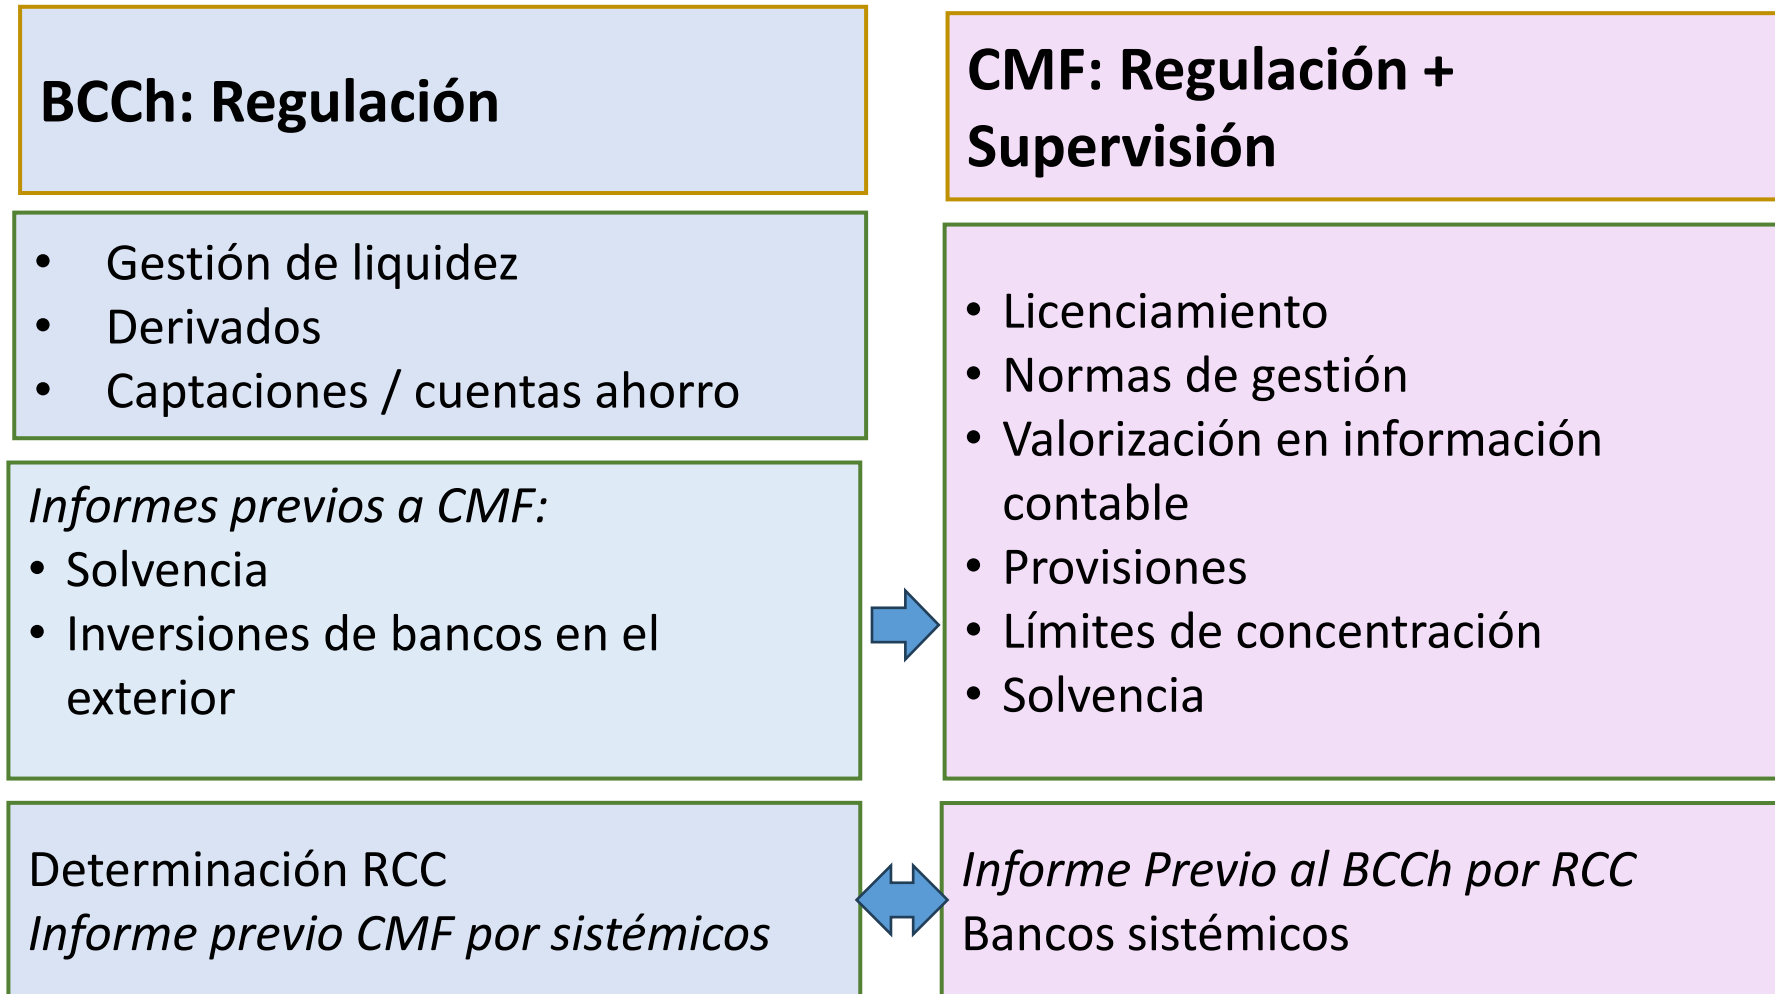 BCCh: Regulación
• Gestión de liquidez
• Derivados
• Captaciones / cuentas ahorro
Informes previos a CMF:
• Solvencia
• Inversiones de bancos en el
exterior
Determinación RCC
Informe previo CMF por sistémicos
CMF: Regulación +
Supervisión
• Licenciamiento
• Normas de gestión
• Valorización en información
contable
• Provisiones
• Límites de concentración
• Solvencia
Informe Previo al BCCh por RCC
Bancos sistémicos